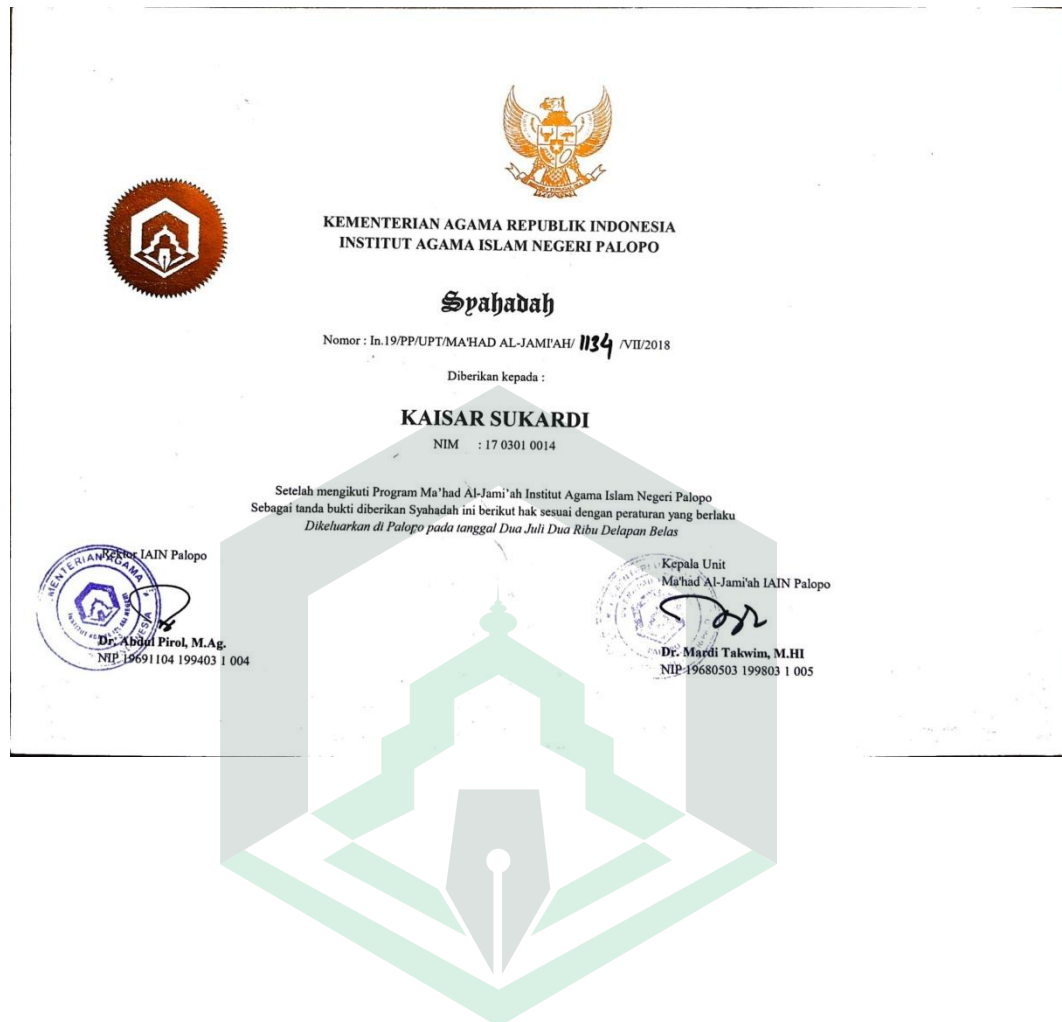 KEMENTERIAN AGAMA REPUBLIK INDONESIA
INSTITUT AGAMA ISLAM NEGERI PALOPO
Syahadah
Nomor : In.19/PP/UPT/MA'HAD AL-JAMI'AH/ 1134 /VII/2018
Diberikan kepada :
KAISAR SUKARDI
NIM : 17 0301 0014
Setelah mengikuti Program Ma'had Al-Jami'ah Institut Agama Islam Negeri Palopo
Sebagai tanda bukti diberikan Syahadah ini berikut hak sesuai dengan peraturan yang berlaku
Dikeluarkan di Palopo pada tanggal Dua Juli Dua Ribu Delapan Belas
Rektor IAIN Palopo
Dr. Abdul Pirol, M.Ag.
NIP 19691104 199403 1 004
Kepala Unit
Ma'had Al-Jami'ah IAIN Palopo
Dr. Mardi Takwim, M.HI
NIP 19680503 199803 1 005